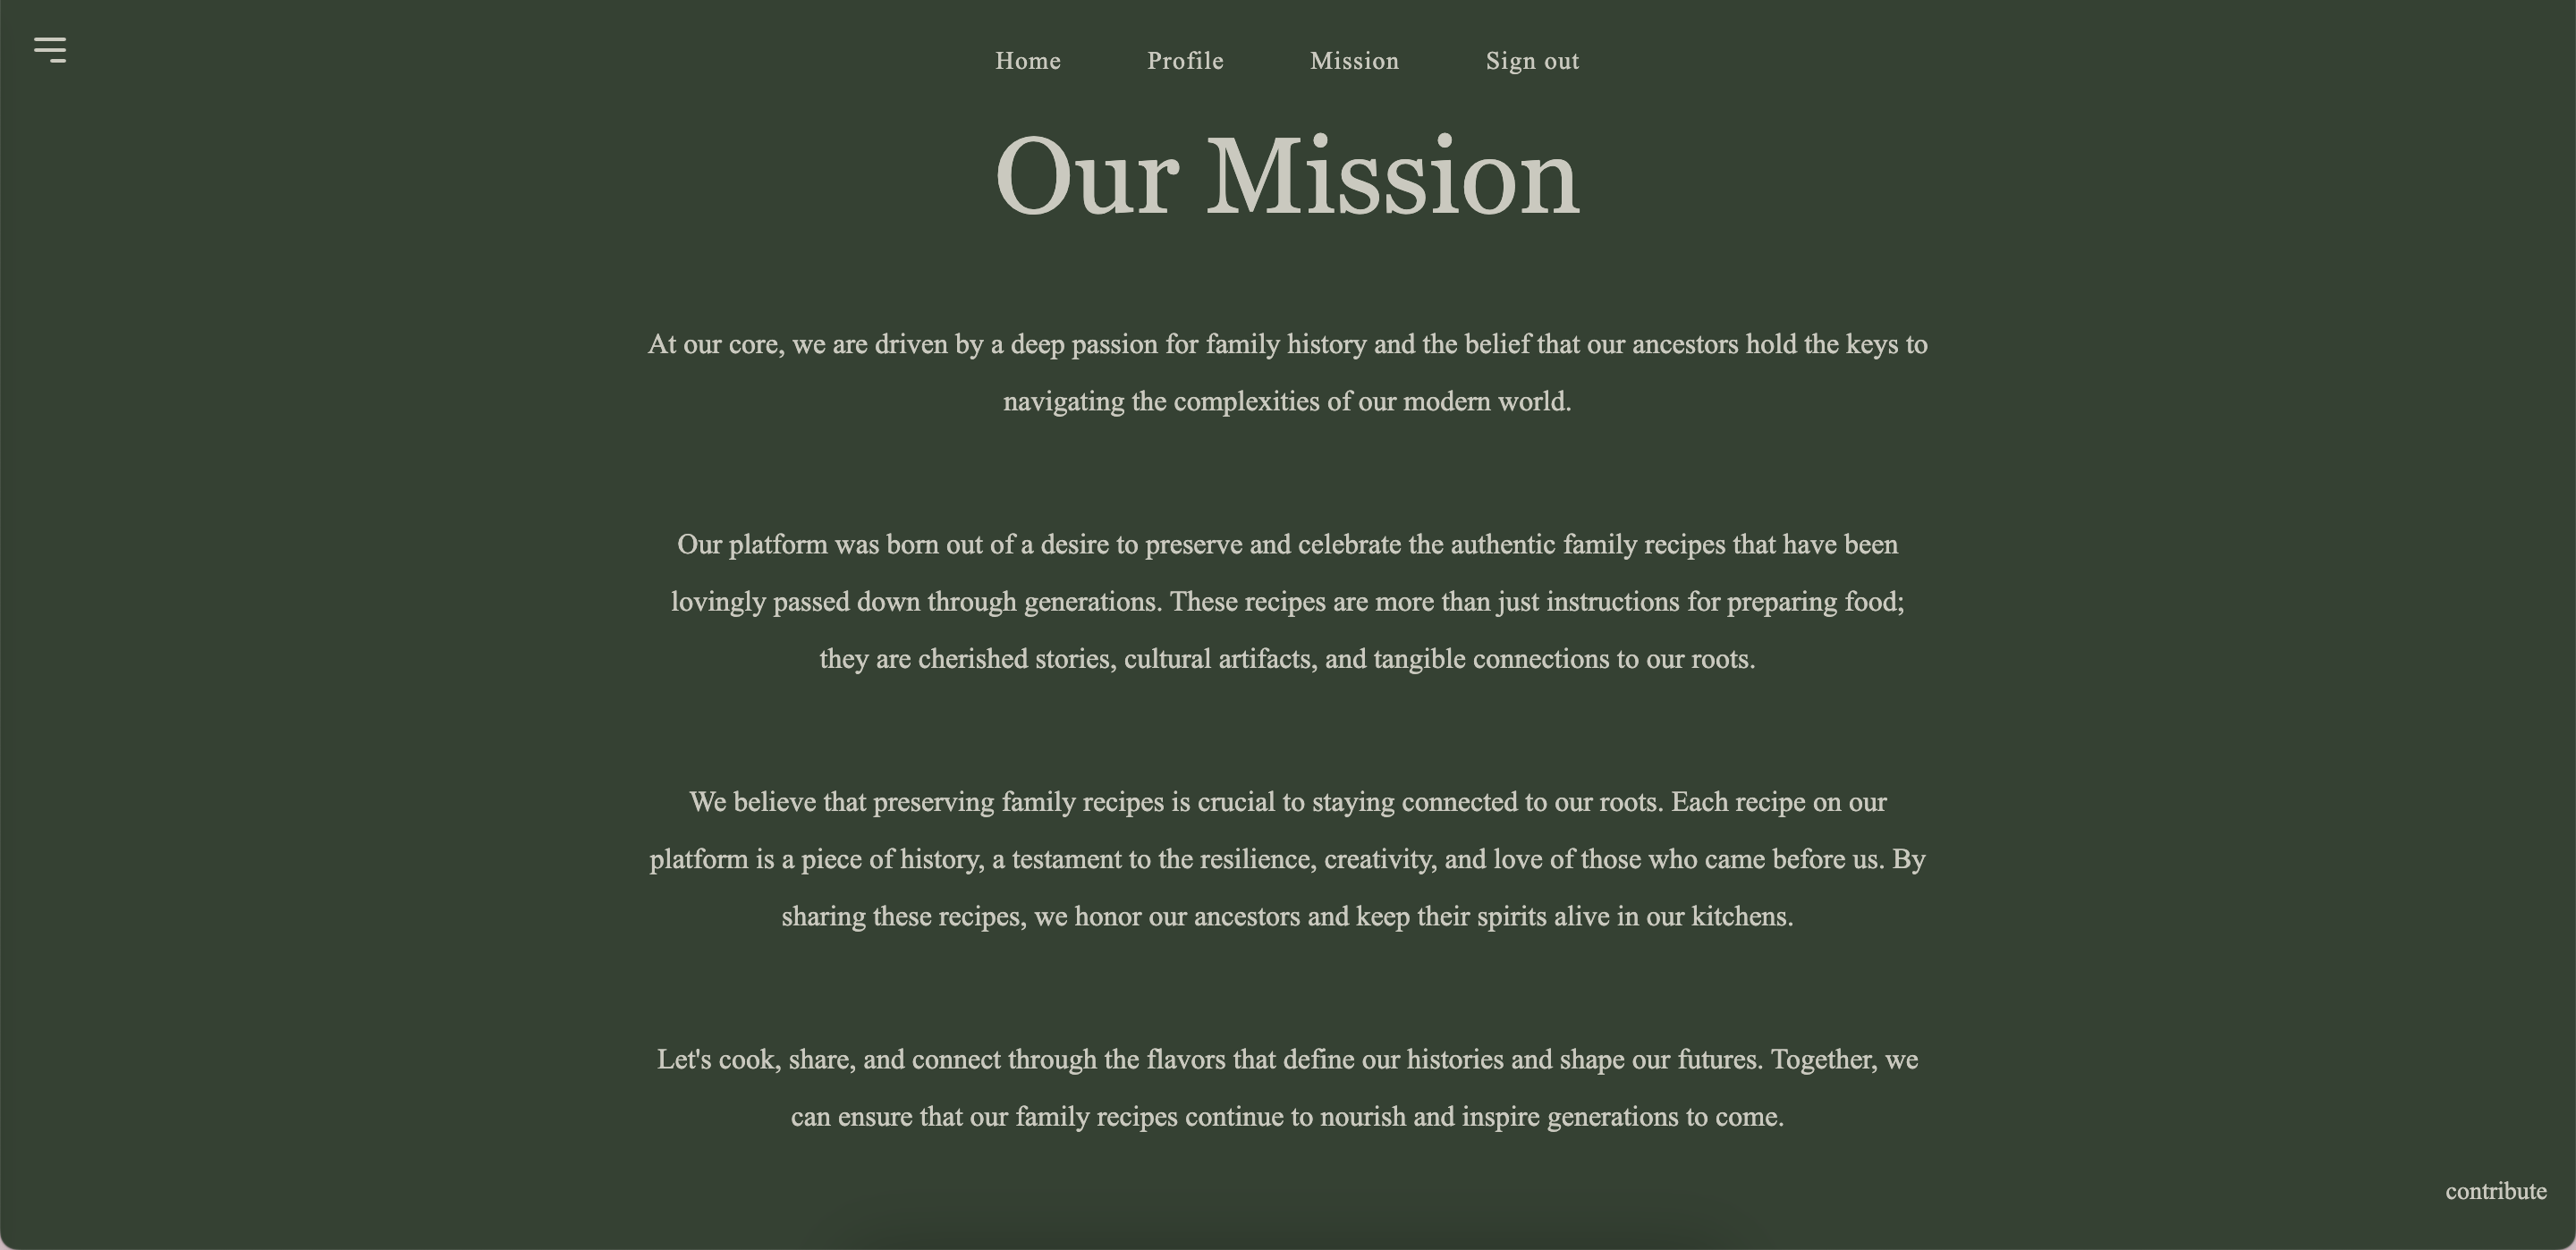 Home Profile Mission Sign out
Our Mission
At our core, we are driven by a deep passion for family history and the belief that our ancestors hold the keys to
navigating the complexities of our modern world.
Our platform was born out of a desire to preserve and celebrate the authentic family recipes that have been
lovingly passed down through generations. These recipes are more than just instructions for preparing food;
they are cherished stories, cultural artifacts, and tangible connections to our roots.
We believe that preserving family recipes is crucial to staying connected to our roots. Each recipe on our
platform is a piece of history, a testament to the resilience, creativity, and love of those who came before us. By
sharing these recipes, we honor our ancestors and keep their spirits alive in our kitchens.
Let's cook, share, and connect through the flavors that define our histories and shape our futures. Together, we
can ensure that our family recipes continue to nourish and inspire generations to come.
contribute